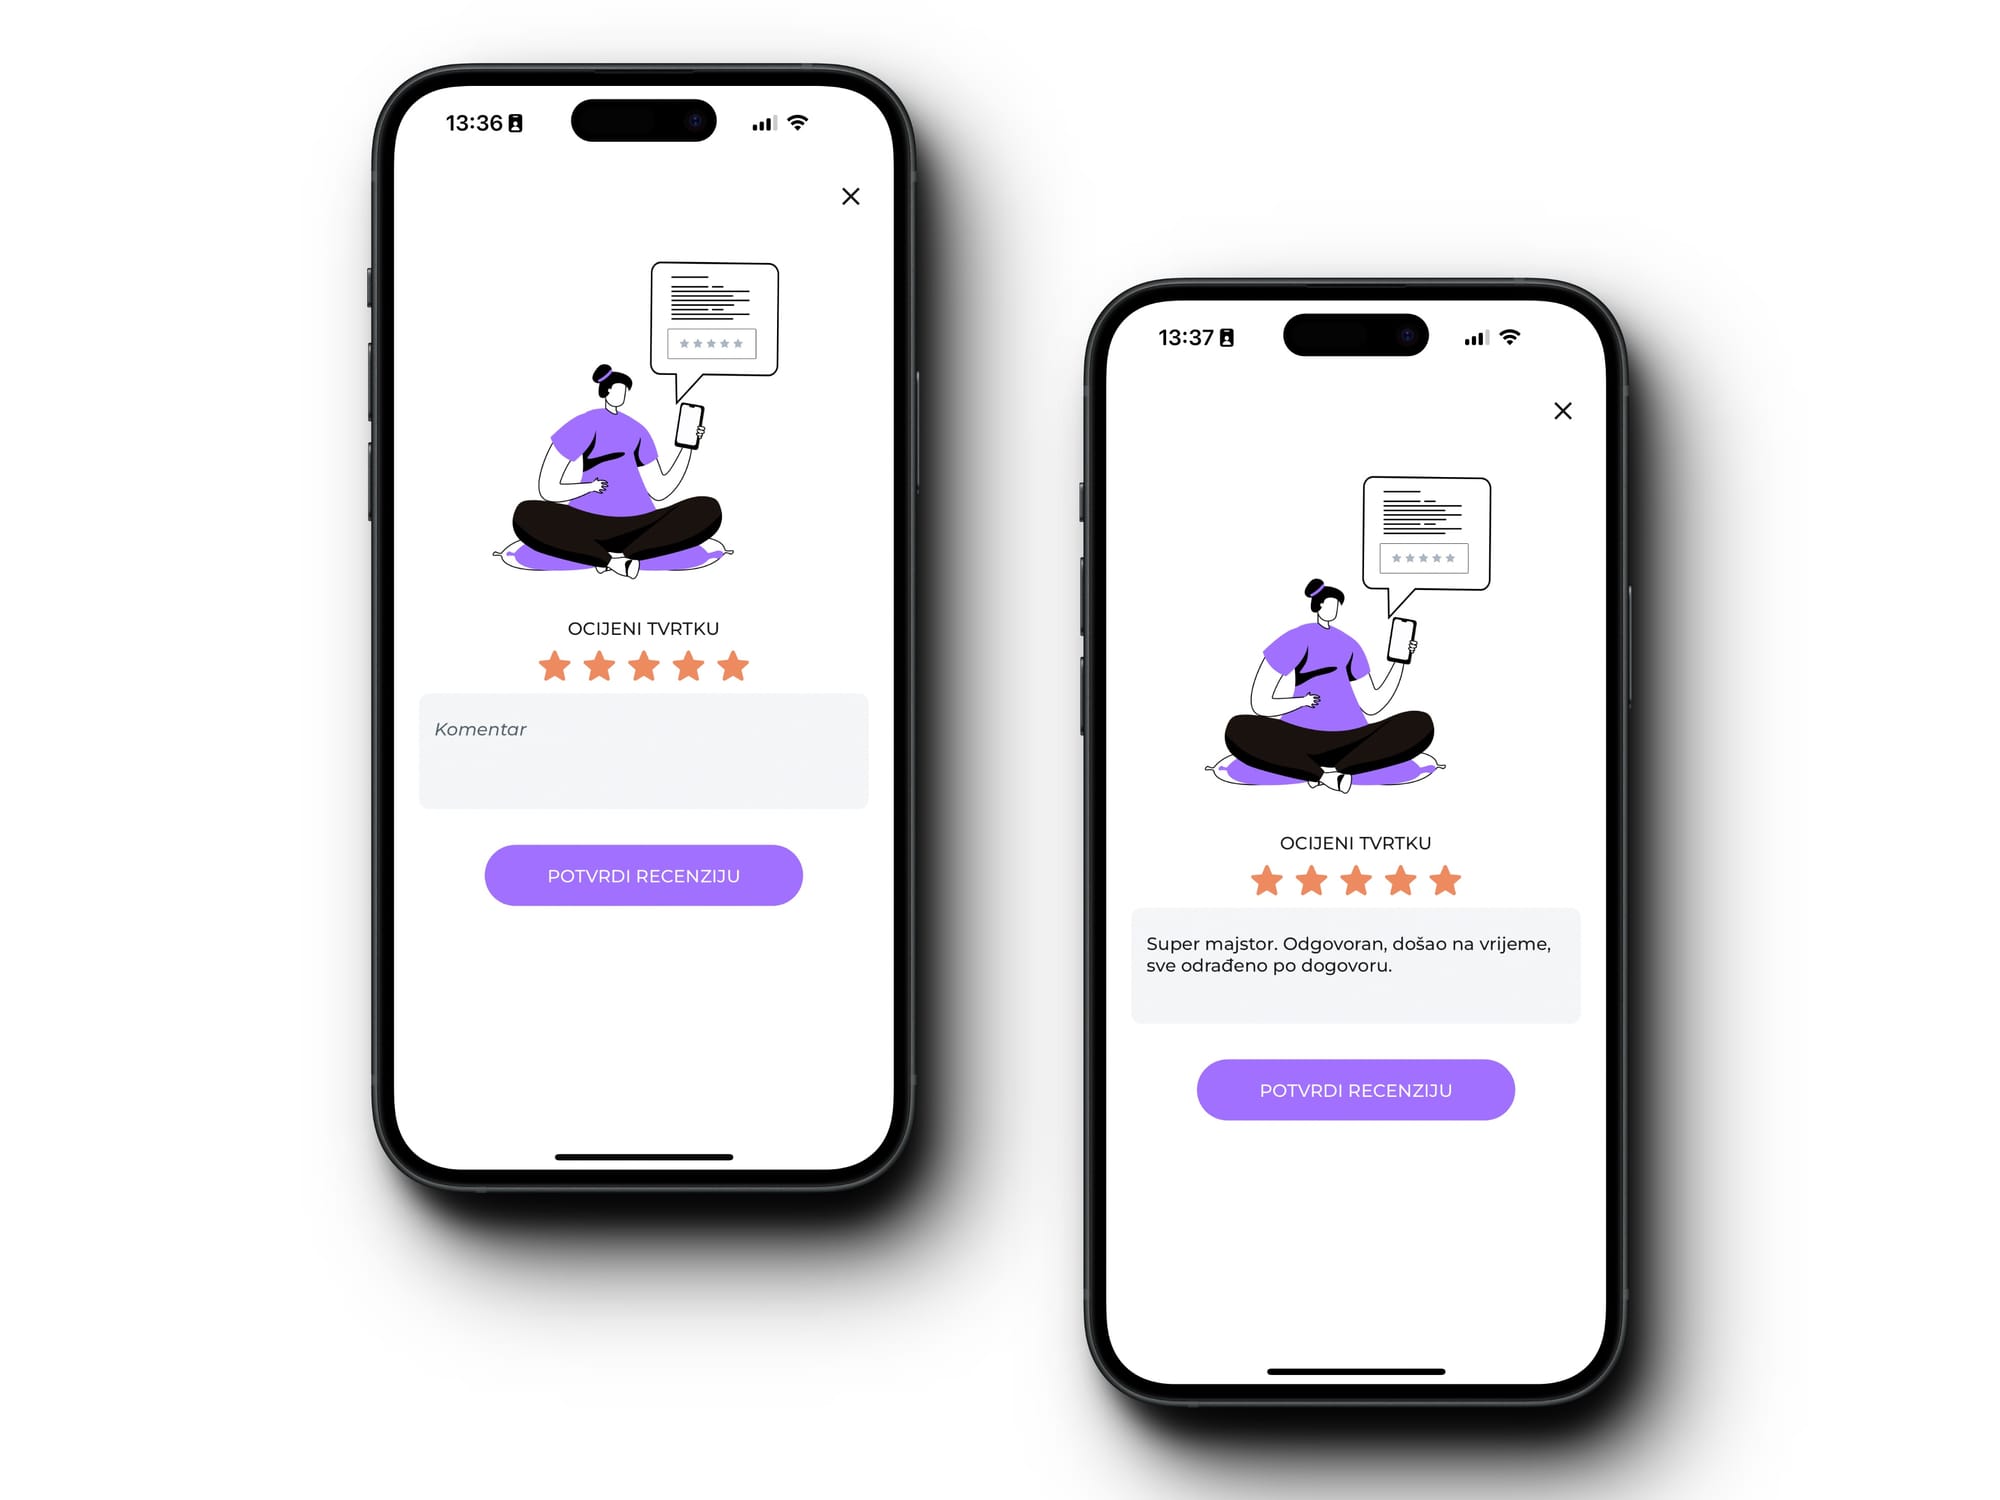 13:36
OCIJENI TVRTKU
Komentar
POTVRDI RECENZIJU
13:37
OCIJENI TVRTKU
Super majstor. Odgovoran, došao na vrijeme,
sve odrađeno po dogovoru.
POTVRDI RECENZIJU